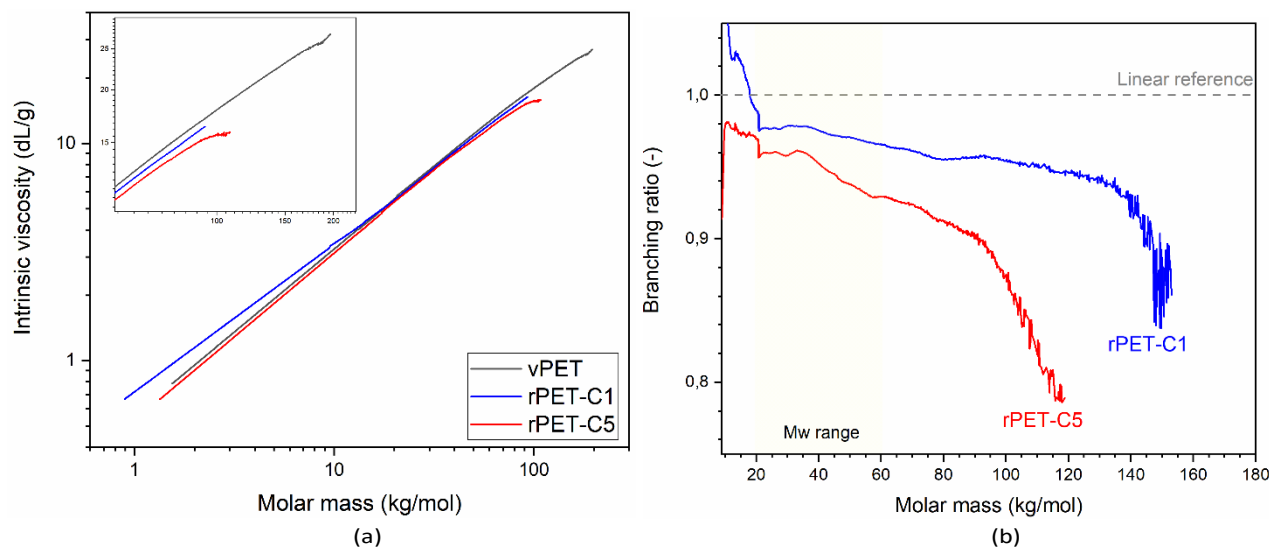 Intrinsic viscosity (dL/g)
10
1
25
20
15
100 150 200
vPET
rPET-C1
rPET-C5
1 10 100
Molar mass (kg/mol)
(a)
Branching ratio (-)
1,0
0,9
0,8
Linear reference
rPET-C1
rPET-C5
Mw range
20 40 60 80 100 120 140 160 180
Molar mass (kg/mol)
(b)